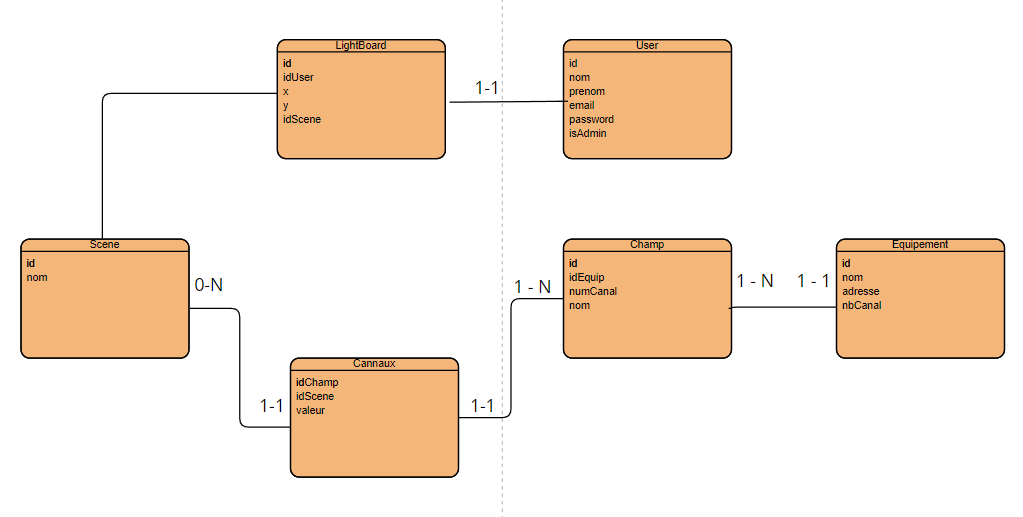 LightBoard
id
idUser
x
y
idScene
1-1
User
id
nom
prenom
email
password
isAdmin
Scene
id
nom
0-N
1-1
Cannaux
idChamp
idScene
valeur
1-1
1 - N
Champ
id
idEquip
numCanal
nom
1 - N
1 - 1
Equipement
id
nom
adresse
nbCanal